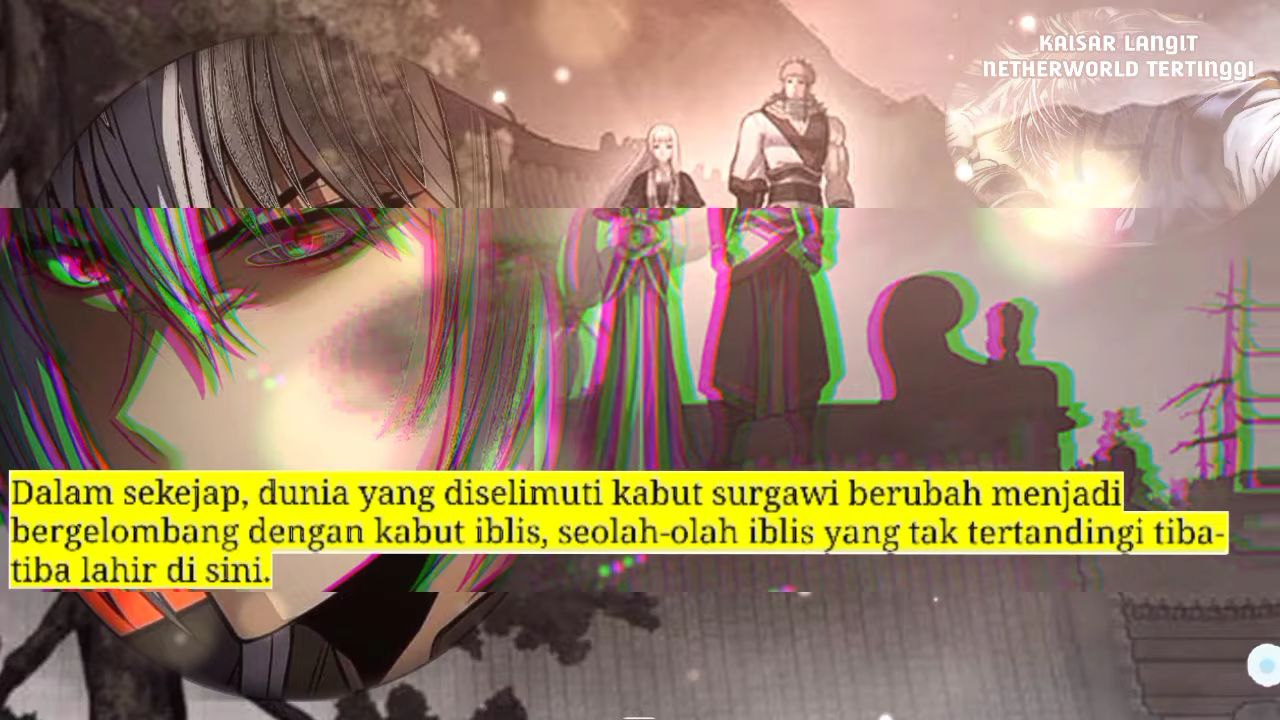 KAISAR LANGIT
NETHERWORLD TERTINGGI
Dalam sekejap, dunia yang diselimuti kabut surgawi berubah menjadi
bergelombang dengan kabut iblis, seolah-olah iblis yang tak tertandingi tiba-
tiba lahir di sini.